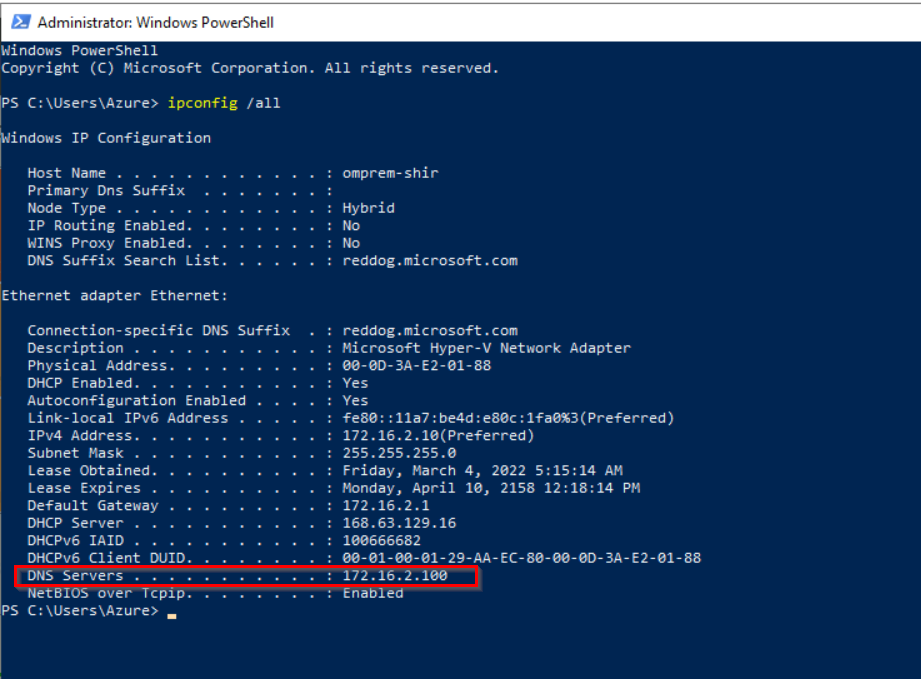 Administrator: Windows PowerShell
Windows PowerShell
Copyright (C) Microsoft Corporation. All rights reserved.
PS C:\Users\Azure> ipconfig /all
Windows IP Configuration
Host Name . . . . . . . . . . . . : omprem-shir
Primary Dns Suffix  . . . . . . . :
Node Type . . . . . . . . . . . . : Hybrid
IP Routing Enabled. . . . . . . . : No
WINS Proxy Enabled. . . . . . . . : No
DNS Suffix Search List. . . . . . : reddog.microsoft.com
Ethernet adapter Ethernet:
Connection-specific DNS Suffix  . : reddog.microsoft.com
Description . . . . . . . . . . . : Microsoft Hyper-V Network Adapter
Physical Address. . . . . . . . . : 00-0D-3A-E2-01-88
DHCP Enabled. . . . . . . . . . . : Yes
Autoconfiguration Enabled . . . . : Yes
Link-local IPv6 Address . . . . . : fe80::11a7:be4d:e80c:1fa0%3(Preferred)
IPv4 Address. . . . . . . . . . . : 172.16.2.10(Preferred)
Subnet Mask . . . . . . . . . . . : 255.255.255.0
Lease Obtained. . . . . . . . . . : Friday, March 4, 2022 5:15:14 AM
Lease Expires . . . . . . . . . . : Monday, April 10, 2158 12:18:14 PM
Default Gateway . . . . . . . . . : 172.16.2.1
DHCP Server . . . . . . . . . . . : 168.63.129.16
DHCPv6 IAID . . . . . . . . . . . : 100666682
DHCPv6 Client DUID. . . . . . . . : 00-01-00-01-29-AA-EC-80-00-0D-3A-E2-01-88
DNS Servers . . . . . . . . . . . : 172.16.2.100
NetBIOS over Tcpip. . . . . . . . : Enabled
PS C:\Users\Azure>